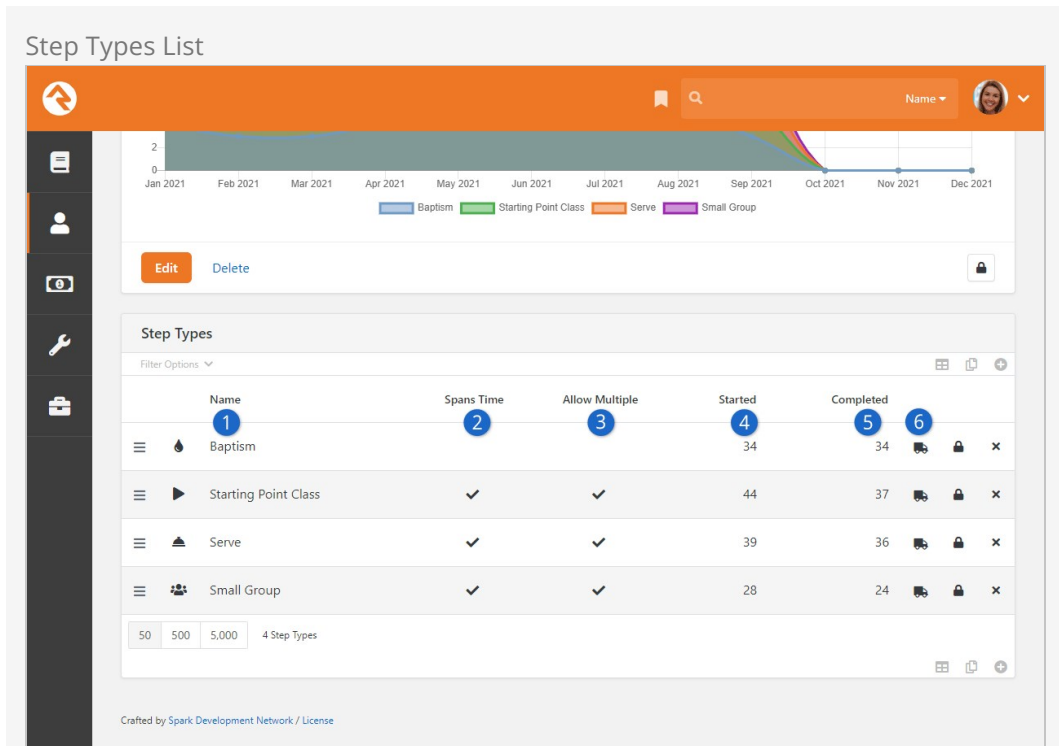 Step Types List
Name
2
0
Jan 2021 Feb 2021 Mar 2021 Apr 2021 May 2021 Jun 2021 Jul 2021 Aug 2021 Sep 2021 Oct 2021 Nov 2021 Dec 2021
Baptism Starting Point Class Serve Small Group
Edit Delete
Step Types
Filter Options
Name Spans Time Allow Multiple Started Completed
1 2 3 4 5 6
Baptism 34 34
Starting Point Class 44 37
Serve 39 36
Small Group 28 24
50 500 5,000 4 Step Types
Crafted by Spark Development Network / License